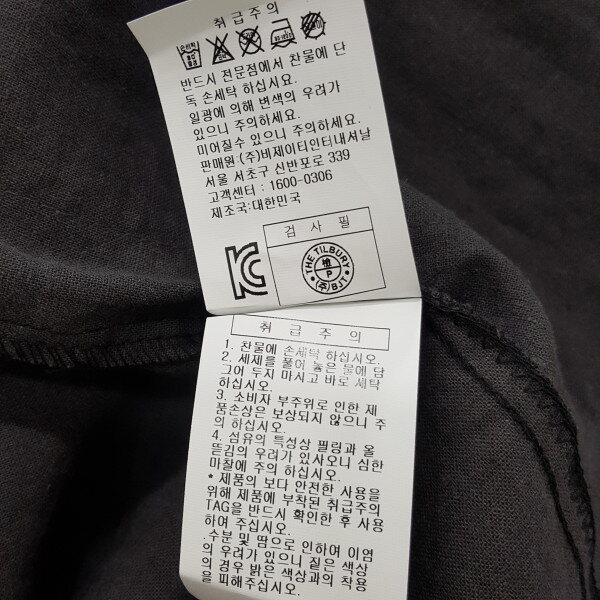 취급주의
반드시 전문점에서 찬물에 단
독 손세탁 하십시요.
일광에 의해 변색의 우려가
있으니 주의하세요.
미어질수 있으니 주의하세요.
판매원 (주)비제이티인터내셔날
서울 서초구 신반포로 339
고객센터 : 1600-0306
제조국:대한민국
검 사 필
THE TILBURY
P
(주)BJT
취 급 주 의
1. 찬물에 손세탁 하십시오.
2. 세제를 풀어 놓은 물에 담
그어 두지 마시고 바로 세탁
하십시오.
3. 소비자 부주위로 인한 제
품손상은 보상되지 않으니 주
의 하십시오.
4. 섬유의 특성상 필링과 올
뜯김의 우려가 있사오니 심한
마찰에 주의 하십시오.
* 제품의 보다 안전한 사용을
위해 제품에 부착된 취급주의
TAG을 반드시 확인한 후 사용
하여 주십시오.
.수분 및 땀으로 인하여 이염
의 우려가 있으니 짙은 색상
의 경우 밝은 색상과의 착용
을 피해주십시오.